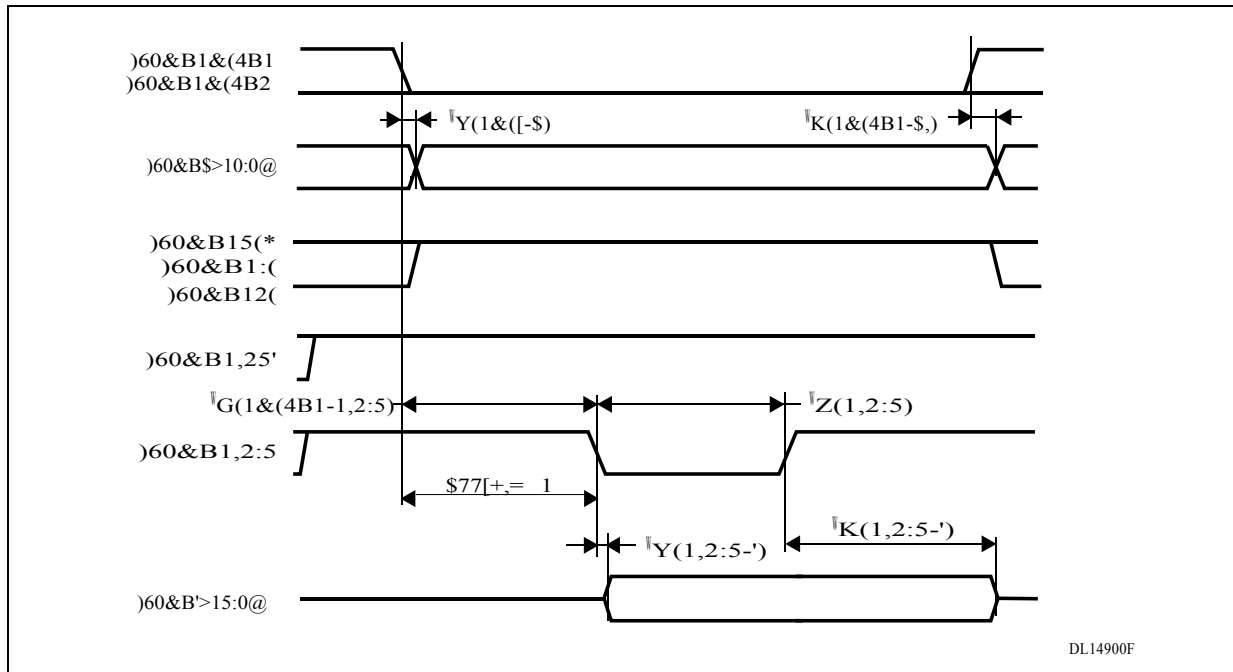 )60&B1&(4B1
)60&B1&(4B2
Y(1&([-$)
K(1&(4B1-$,)
)60&B$>10:0@
)60&B15(*
)60&B1:(
)60&B12(
)60&B1,25'
G(1&(4B1-1,2:5)
Z(1,2:5)
)60&B1,2:5
$77[+,= 1
Y(1,2:5-')
K(1,2:5-')
)60&B'>15:0@
DL14900F